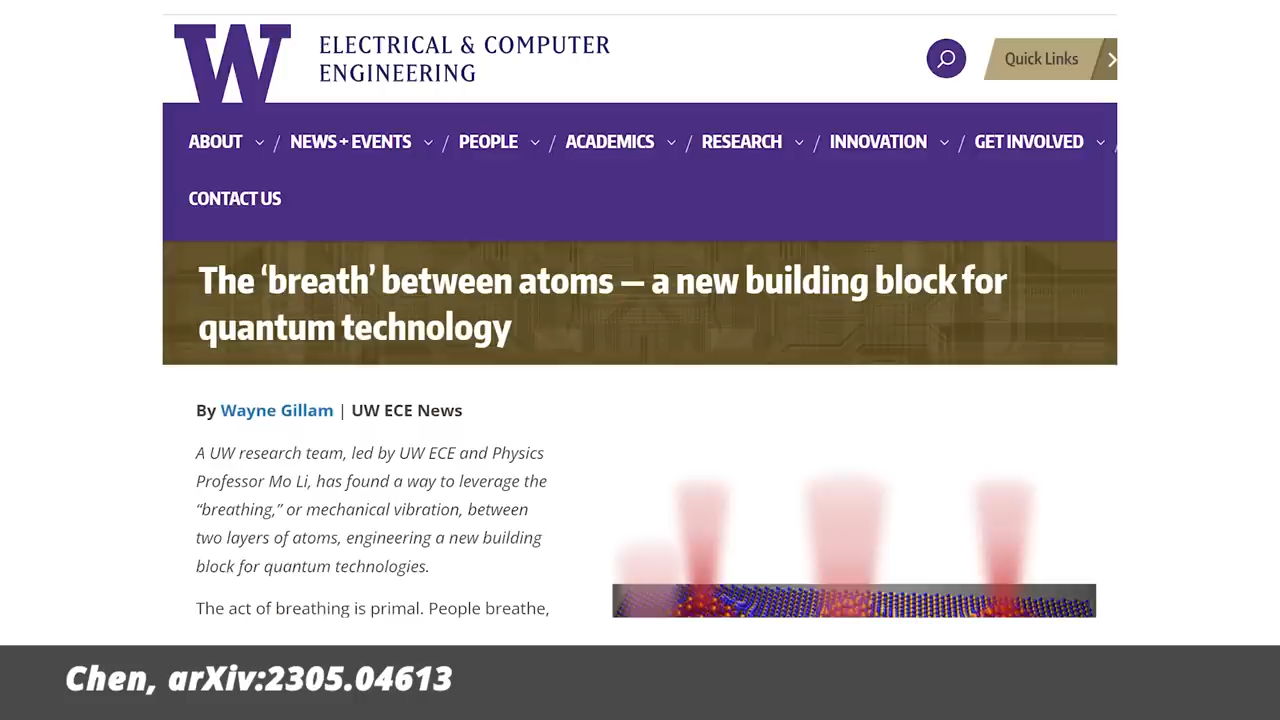 W
ELECTRICAL & COMPUTER
ENGINEERING
Quick Links
ABOUT / NEWS + EVENTS / PEOPLE / ACADEMICS / RESEARCH / INNOVATION / GET INVOLVED /
CONTACT US
The ‘breath’ between atoms — a new building block for
quantum technology
By Wayne Gillam | UW ECE News
A UW research team, led by UW ECE and Physics
Professor Mo Li, has found a way to leverage the
“breathing,” or mechanical vibration, between
two layers of atoms, engineering a new building
block for quantum technologies.
The act of breathing is primal. People breathe,
Chen, arXiv:2305.04613